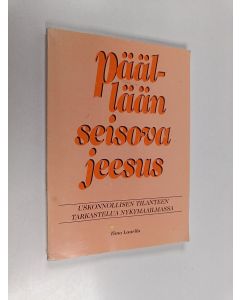 pääl-
lään
seisova
jeesus
USKONNOLLISEN TILANTEEN
TARKASTELUA NYKYMAAILMASSA